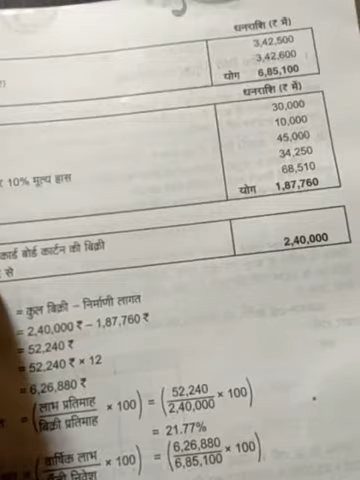 धनराशि (₹ में)
3,42,500
3,42,600
योग 6,85,100
धनराशि (₹ में)
30,000
10,000
45,000
34,250
10% मूल्य ह्रास 68,510
योग 1,87,760
कार्ड बोर्ड कार्टन की बिक्री
से 2,40,000
= कुल बिक्री – निर्माणी लागत
= 2,40,000 ₹ – 1,87,760 ₹
= 52,240 ₹
= 52,240 ₹ × 12
= 6,26,880 ₹
= (लाभ प्रतिमाह / बिक्री प्रतिमाह × 100) = (52,240 / 2,40,000 × 100)
= 21.77%
(वार्षिक लाभ / निवेश × 100) = (6,26,880 / 6,85,100 × 100)